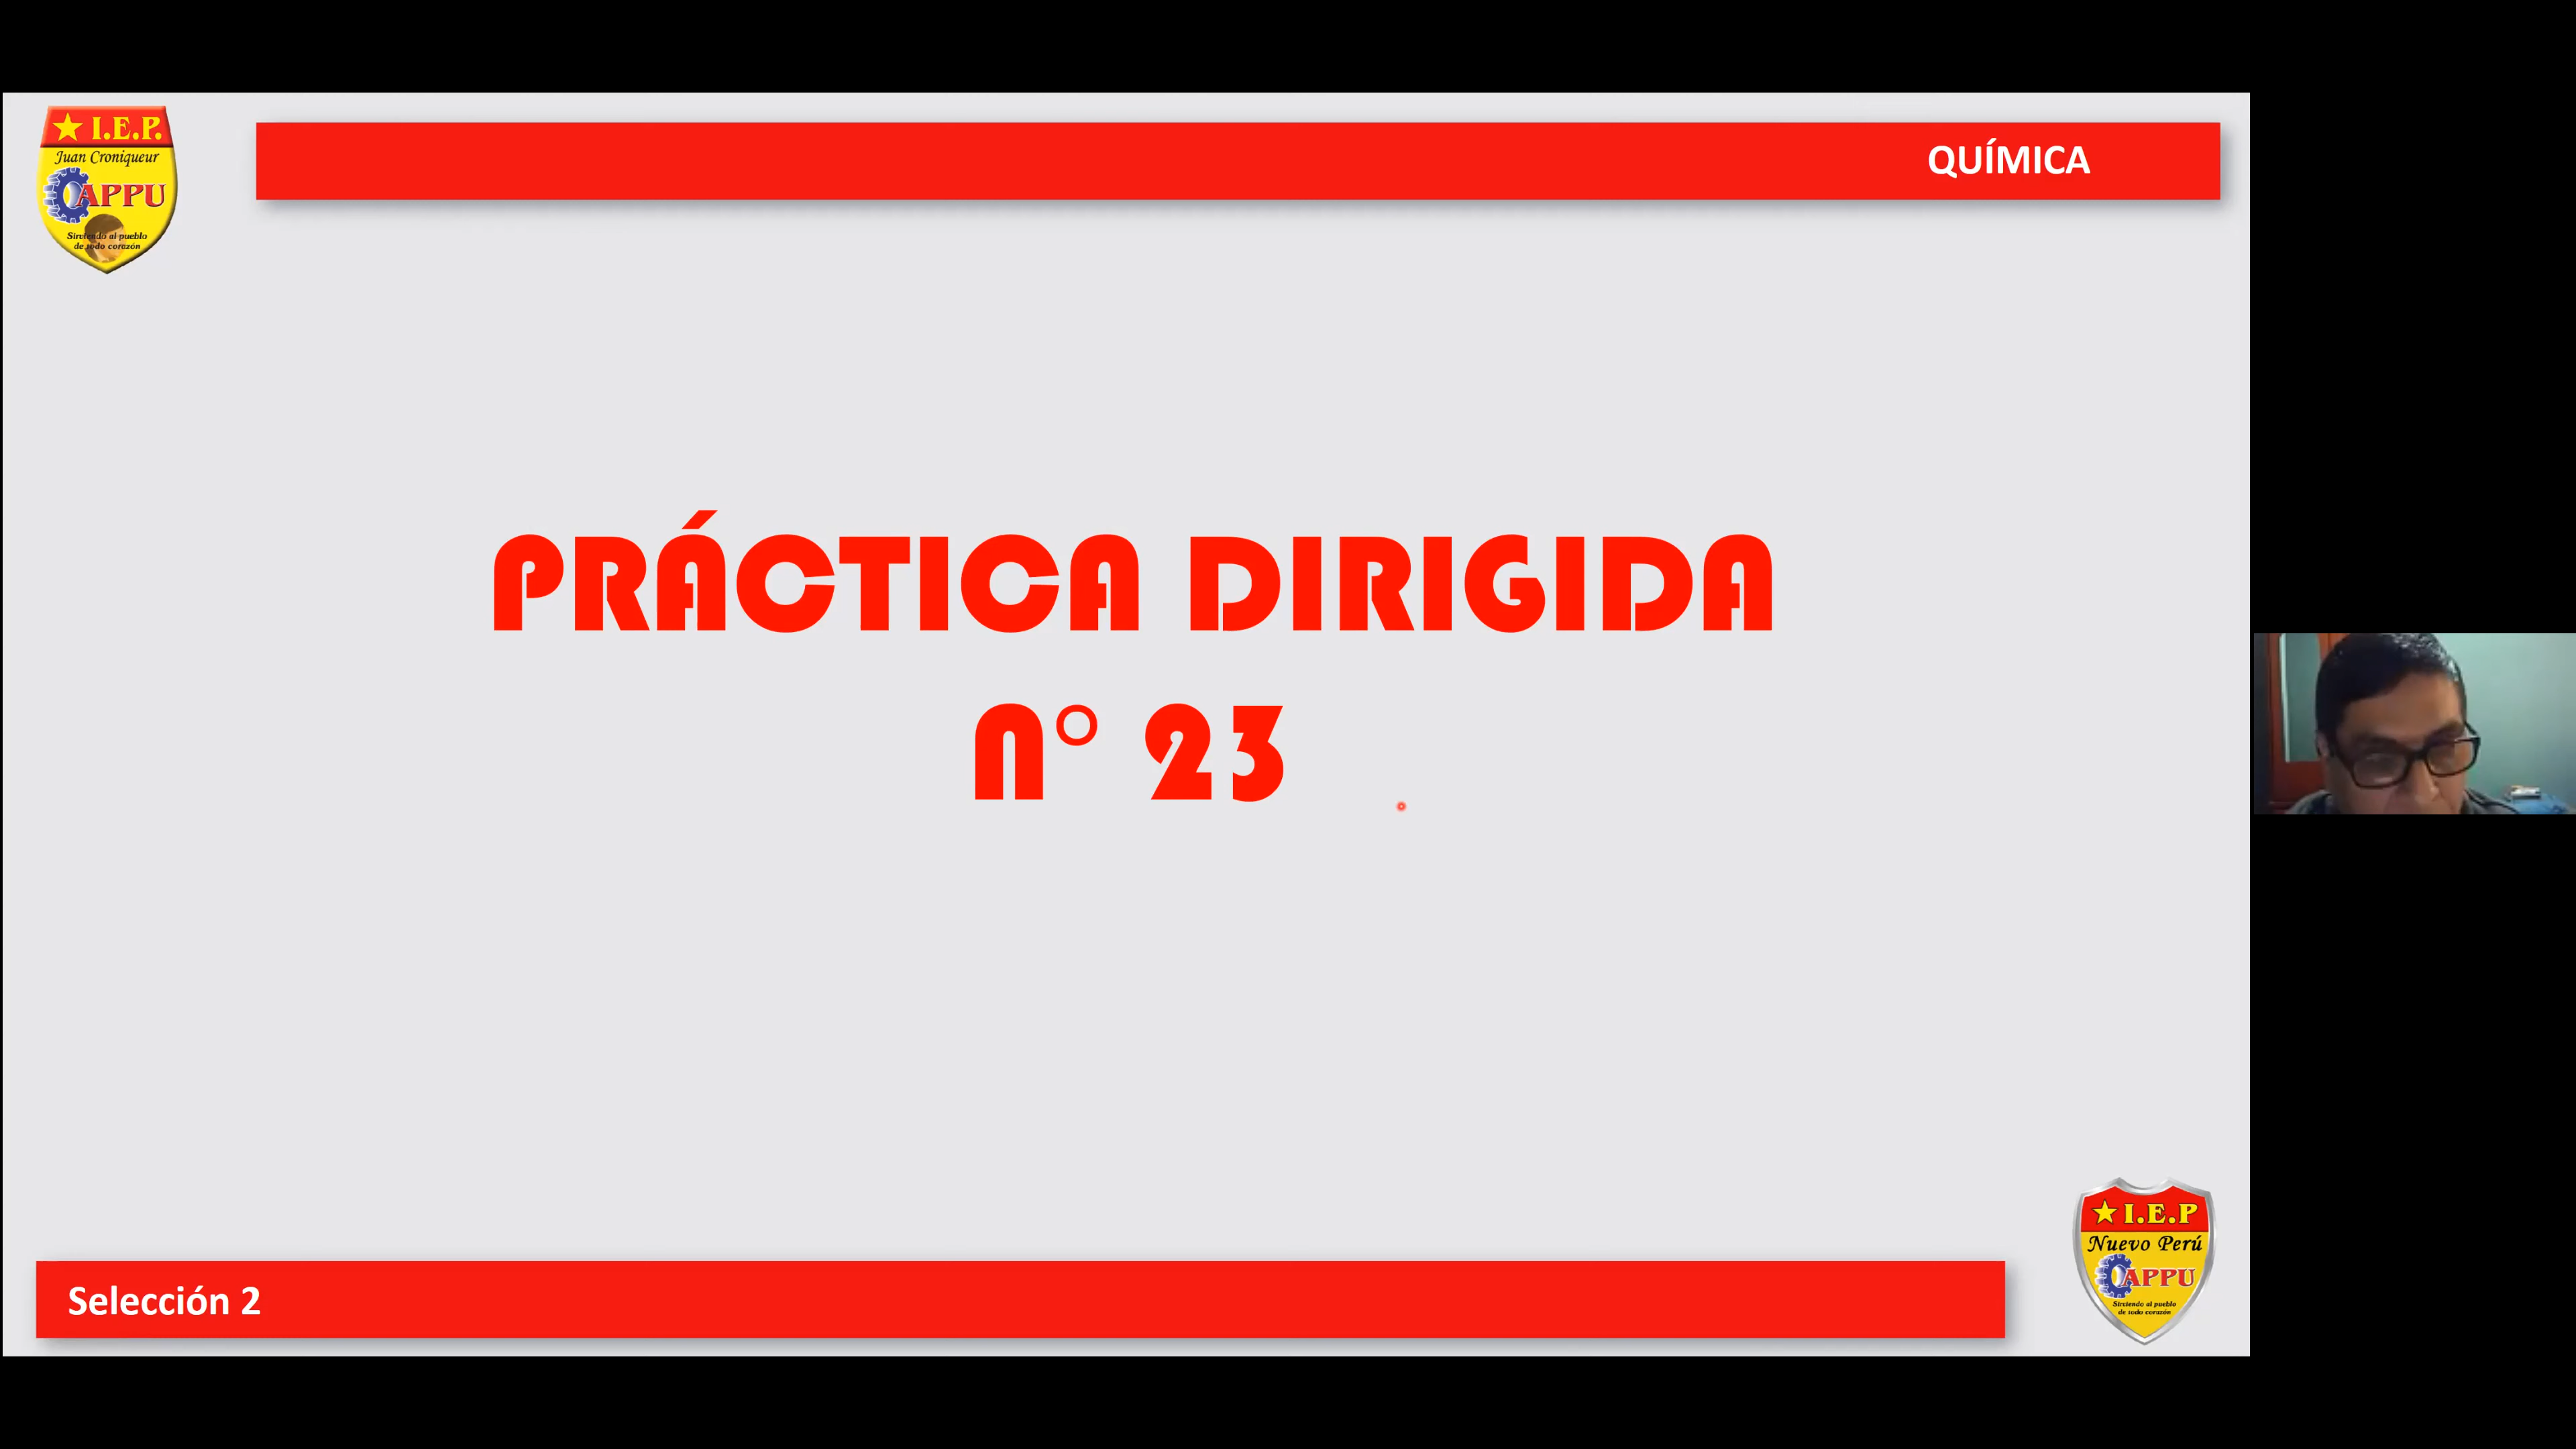 ★ I.E.P.
Juan Croniqueur
CAPPU
Sirviendo al pueblo
de todo corazón
QUÍMICA
PRÁCTICA DIRIGIDA
N° 23
Selección 2
★ I.E.P
Nuevo Perú
CAPPU
Sirviendo al pueblo
de todo corazón